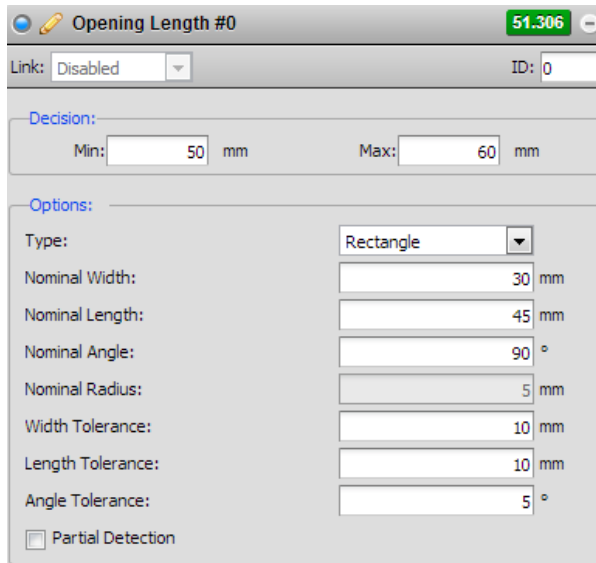 Opening Length #0 51.306
Link: Disabled ID: 0
Decision:
Min: 50 mm Max: 60 mm
Options:
Type: Rectangle
Nominal Width: 30 mm
Nominal Length: 45 mm
Nominal Angle: 90 °
Nominal Radius: 5 mm
Width Tolerance: 10 mm
Length Tolerance: 10 mm
Angle Tolerance: 5 °
Partial Detection